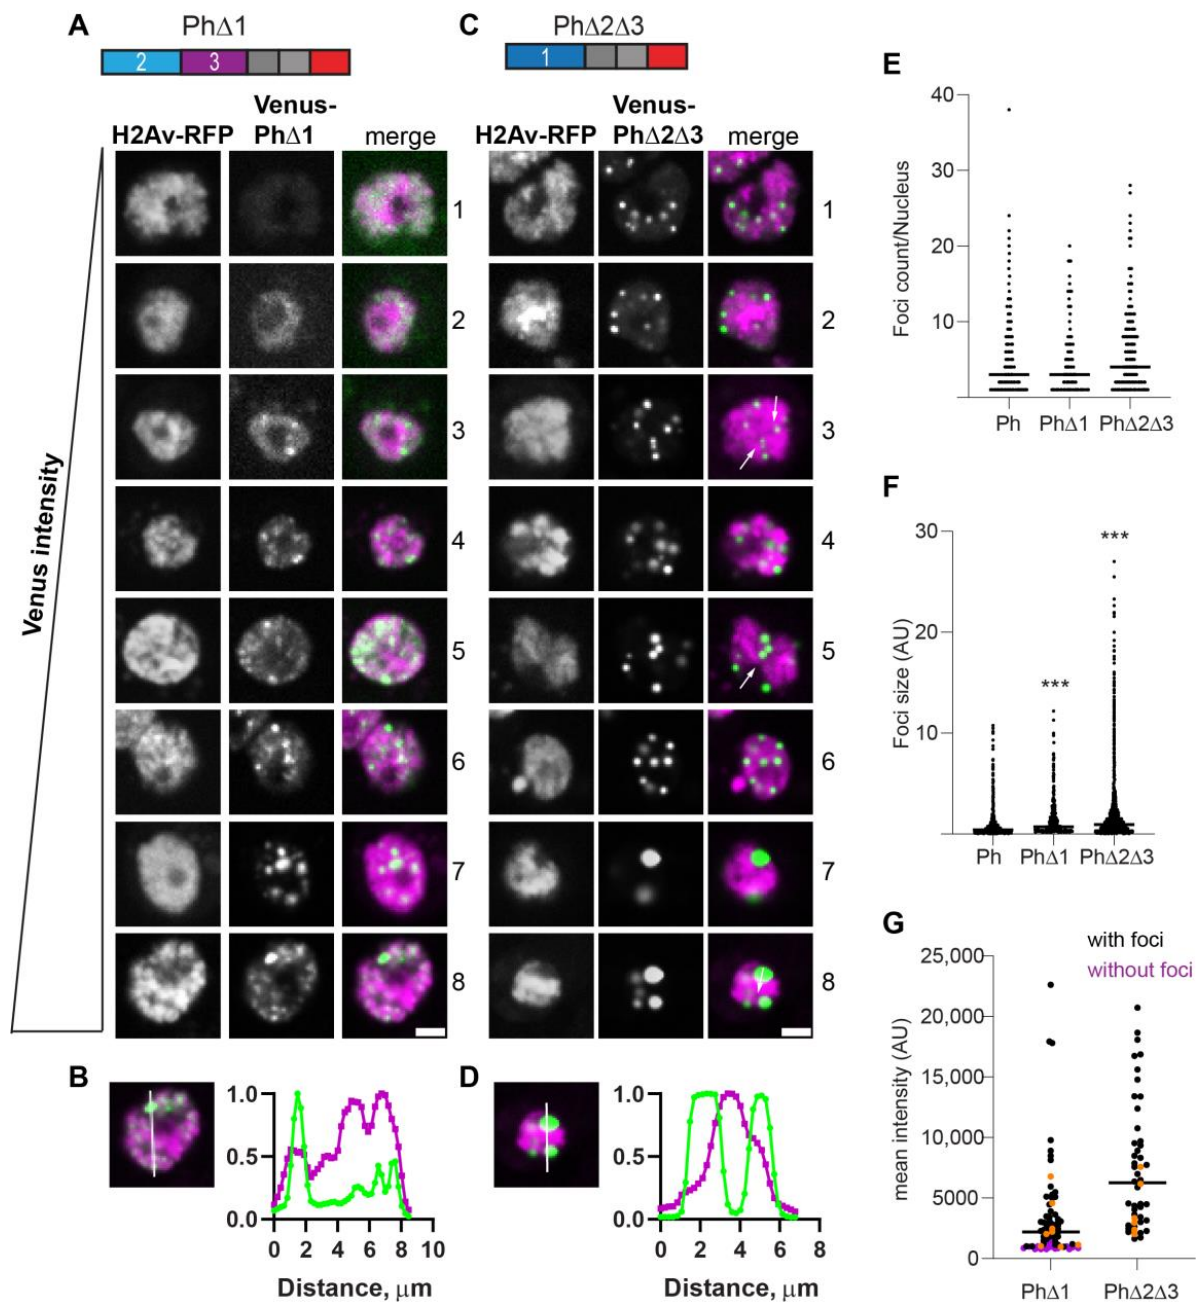 A
PhΔ1
2 3
H2Av-RFP
Venus-
PhΔ1
merge
Venus intensity
1
2
3
4
5
6
7
8
B
1.0
0.5
0.0
0 2 4 6 8 10
Distance, μm
C
PhΔ2Δ3
1
H2Av-RFP
Venus-
PhΔ2Δ3
merge
1
2
3
4
5
6
7
8
D
1.0
0.5
0.0
0 2 4 6 8
Distance, μm
E
Foci count/Nucleus
40
30
20
10
Ph PhΔ1 PhΔ2Δ3
F
Foci size (AU)
30
20
10
***
***
Ph PhΔ1 PhΔ2Δ3
G
with foci
without foci
mean intensity (AU)
25,000
20,000
15,000
10,000
5000
0
PhΔ1 PhΔ2Δ3